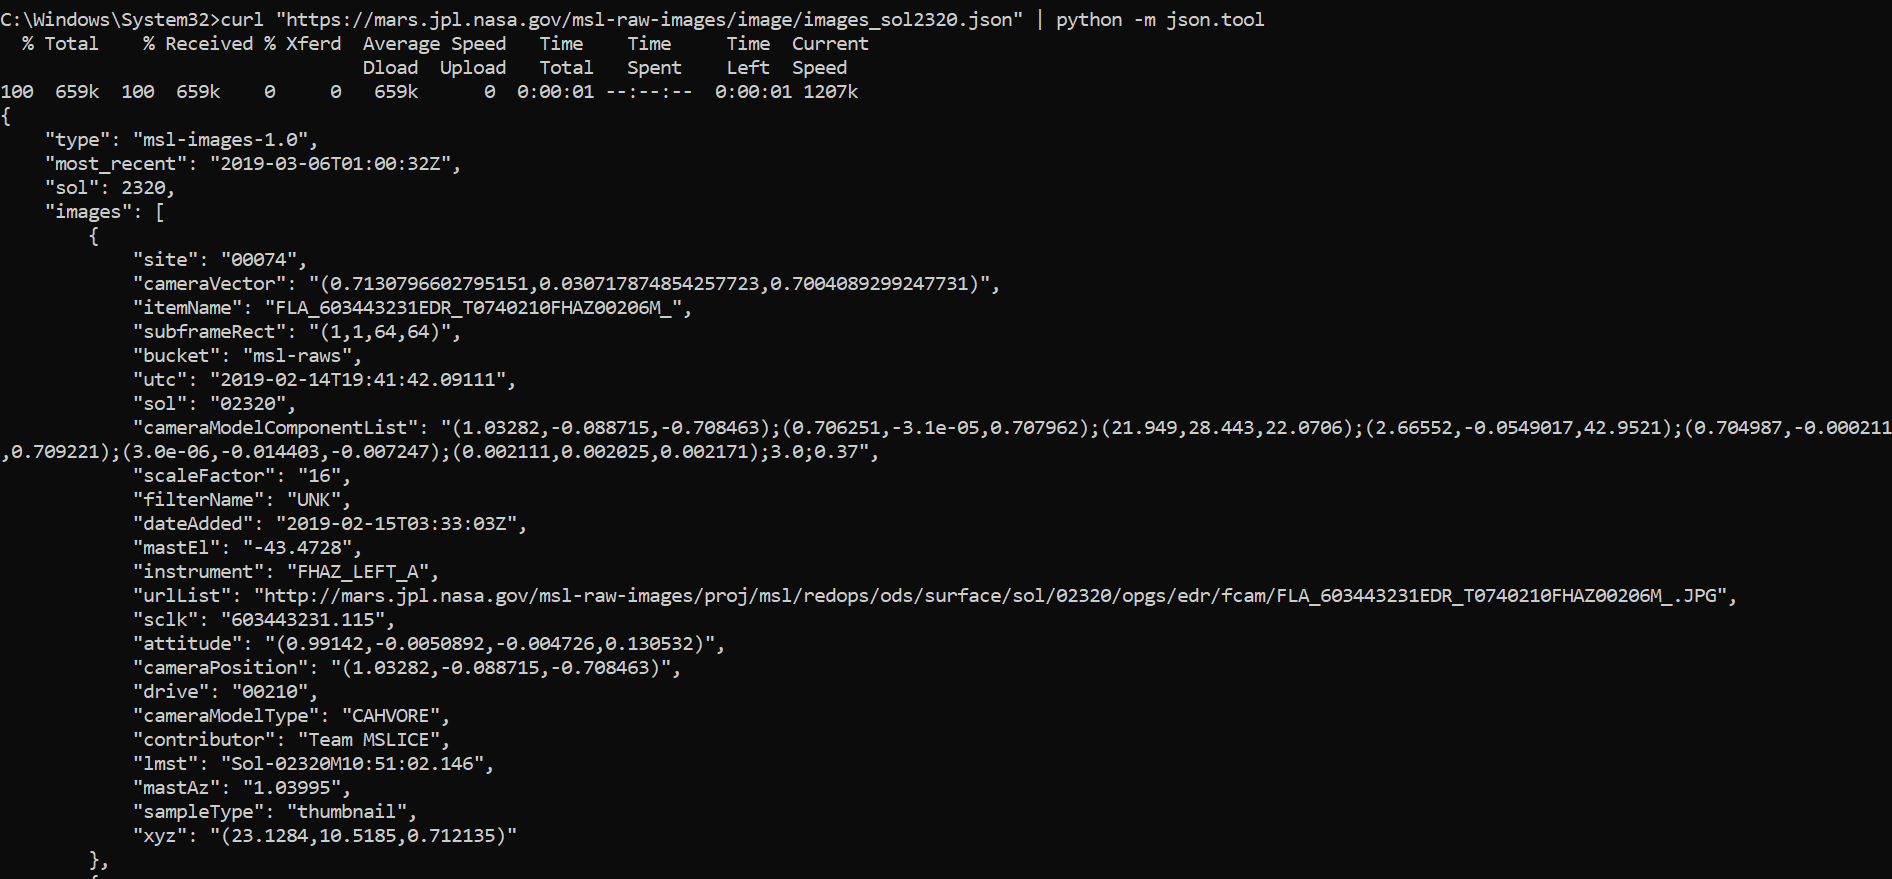 C:\Windows\System32>curl "https://mars.jpl.nasa.gov/msl-raw-images/image/images_sol2320.json" | python -m json.tool
  % Total    % Received % Xferd  Average Speed   Time    Time     Time  Current
                                 Dload  Upload   Total   Spent    Left  Speed
100  659k  100  659k    0     0   659k      0  0:00:01 --:--:--  0:00:01 1207k
{
    "type": "msl-images-1.0",
    "most_recent": "2019-03-06T01:00:32Z",
    "sol": 2320,
    "images": [
        {
            "site": "00074",
            "cameraVector": "(0.7130796602795151,0.030717874854257723,0.7004089299247731)",
            "itemName": "FLA_603443231EDR_T0740210FHAZ00206M_",
            "subframeRect": "(1,1,64,64)",
            "bucket": "msl-raws",
            "utc": "2019-02-14T19:41:42.09111",
            "sol": "02320",
            "cameraModelComponentList": "(1.03282,-0.088715,-0.708463);(0.706251,-3.1e-05,0.707962);(21.949,28.443,22.0706);(2.66552,-0.0549017,42.9521);(0.704987,-0.000211
,0.709221);(3.0e-06,-0.014403,-0.007247);(0.002111,0.002025,0.002171);3.0;0.37",
            "scaleFactor": "16",
            "filterName": "UNK",
            "dateAdded": "2019-02-15T03:33:03Z",
            "mastEl": "-43.4728",
            "instrument": "FHAZ_LEFT_A",
            "urlList": "http://mars.jpl.nasa.gov/msl-raw-images/proj/msl/redops/ods/surface/sol/02320/opgs/edr/fcam/FLA_603443231EDR_T0740210FHAZ00206M_.JPG",
            "sclk": "603443231.115",
            "attitude": "(0.99142,-0.0050892,-0.004726,0.130532)",
            "cameraPosition": "(1.03282,-0.088715,-0.708463)",
            "drive": "00210",
            "cameraModelType": "CAHVORE",
            "contributor": "Team MSLICE",
            "lmst": "Sol-02320M10:51:02.146",
            "mastAz": "1.03995",
            "sampleType": "thumbnail",
            "xyz": "(23.1284,10.5185,0.712135)"
        },